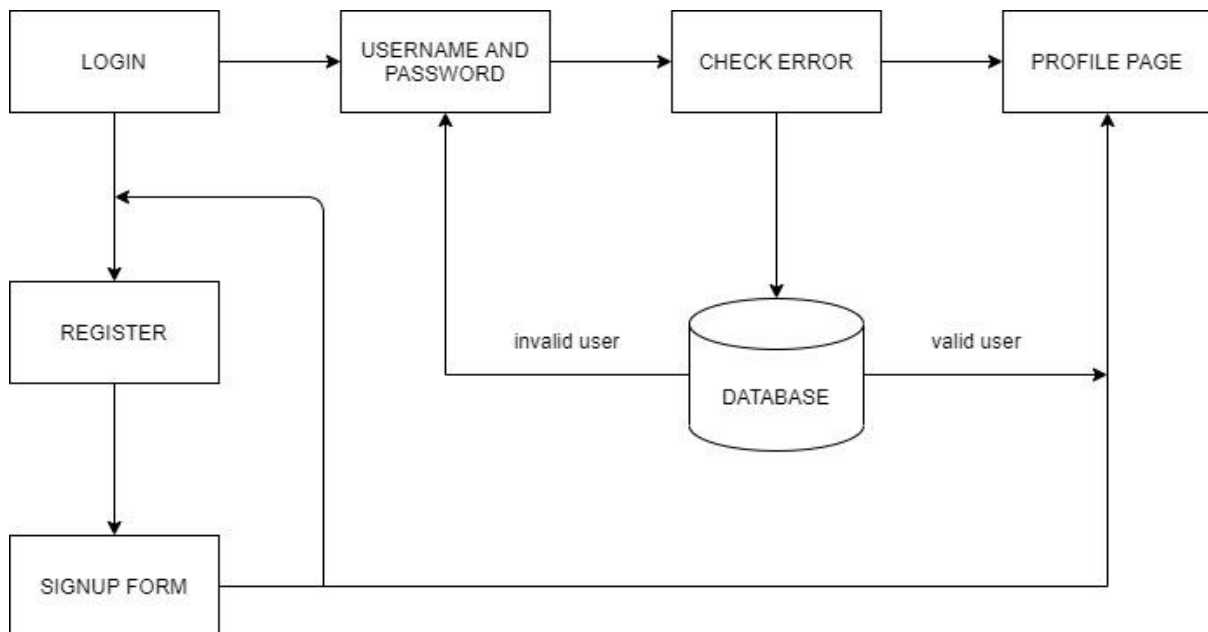 LOGIN
USERNAME AND
PASSWORD
CHECK ERROR
PROFILE PAGE
REGISTER
invalid user
valid user
DATABASE
SIGNUP FORM